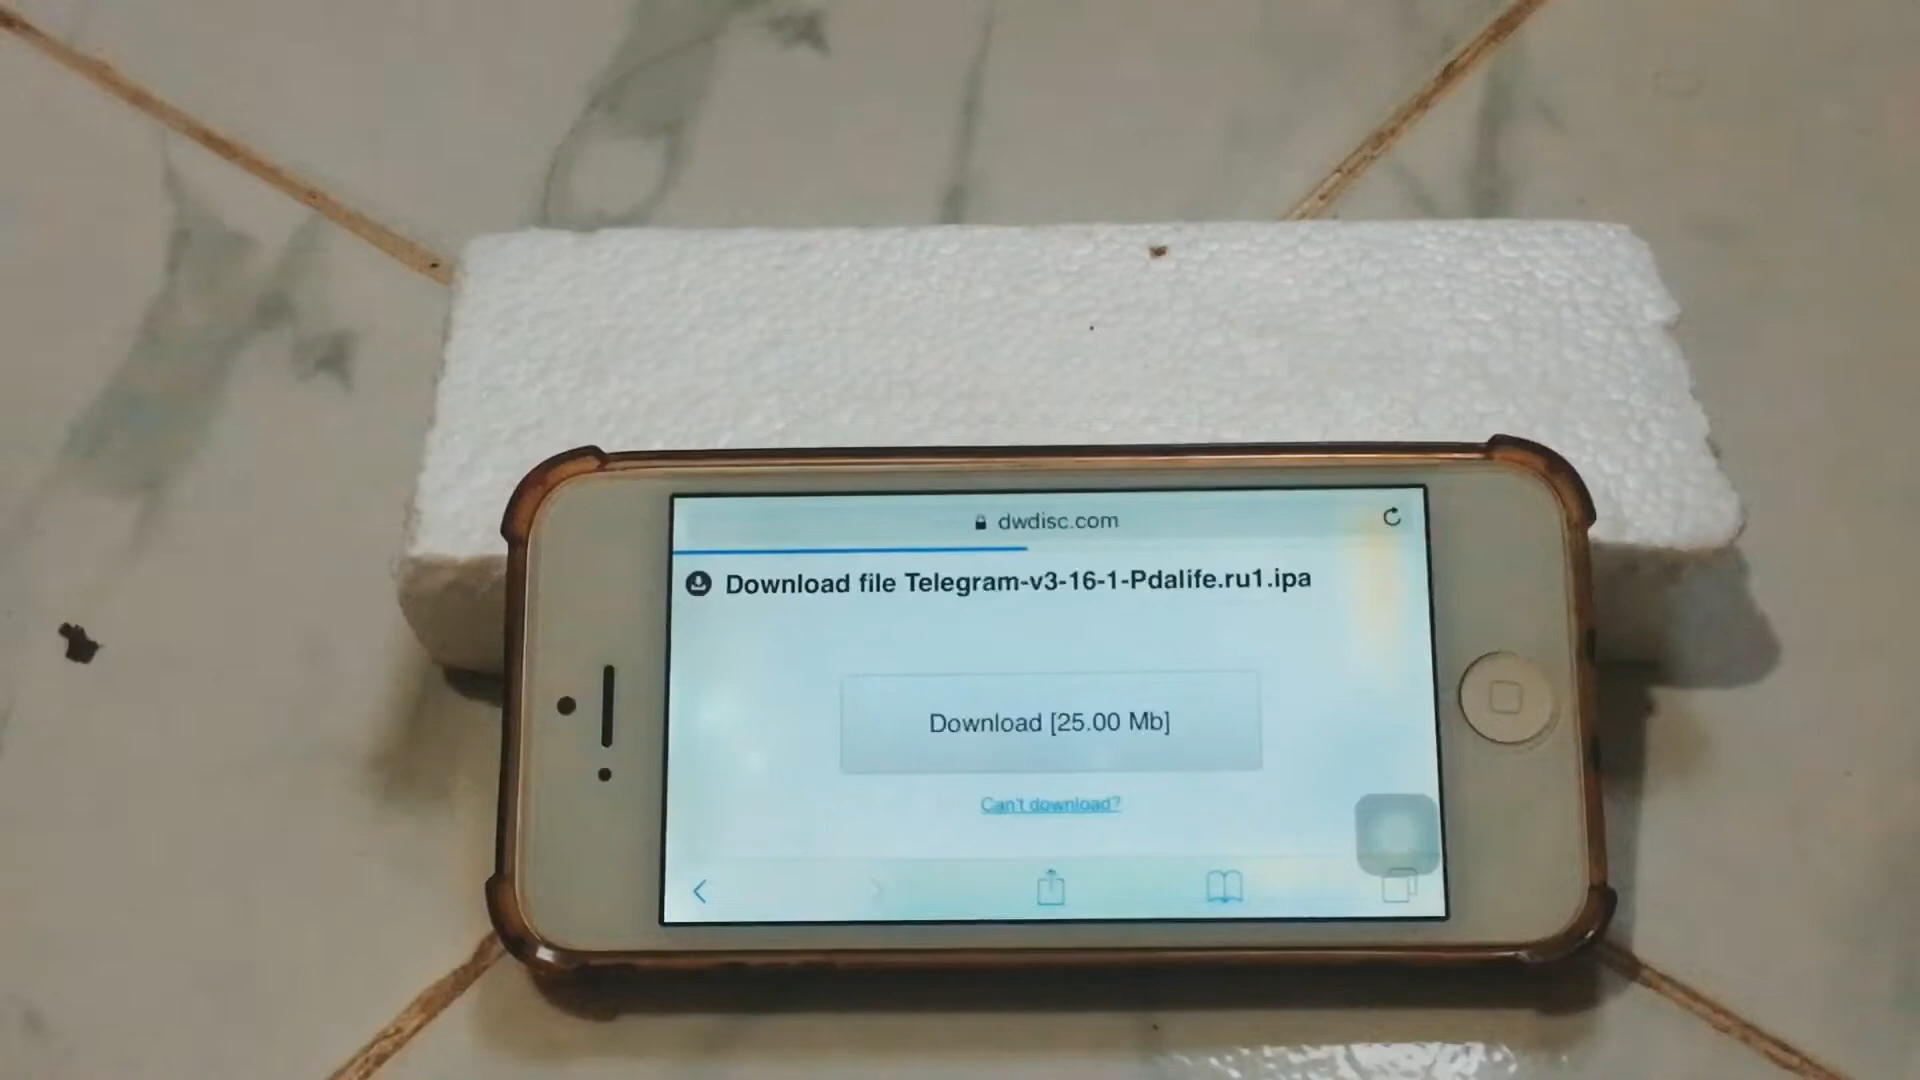 dwdisc.com
Download file Telegram-v3-16-1-Pdalife.ru1.ipa
Download [25.00 Mb]
Can't download?